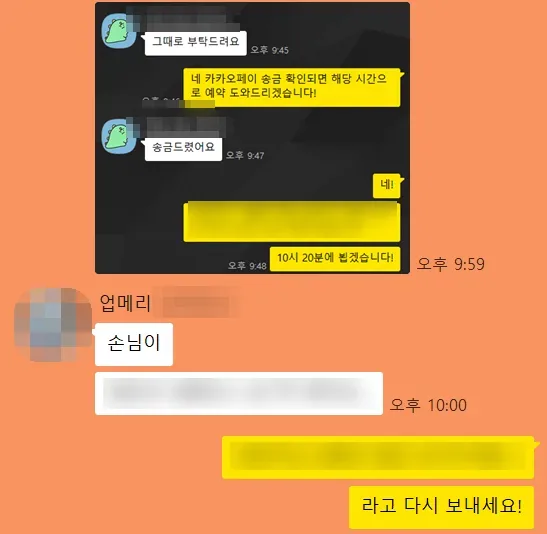 그때로 부탁드려요
오후 9:45
네 카카오페이 송금 확인되면 해당 시간으
로 예약 도와드리겠습니다!
송금드렸어요
오후 9:47
네!
10시 20분에 뵙겠습니다!
오후 9:48
오후 9:59
업메리
손님이
오후 10:00
라고 다시 보내세요!